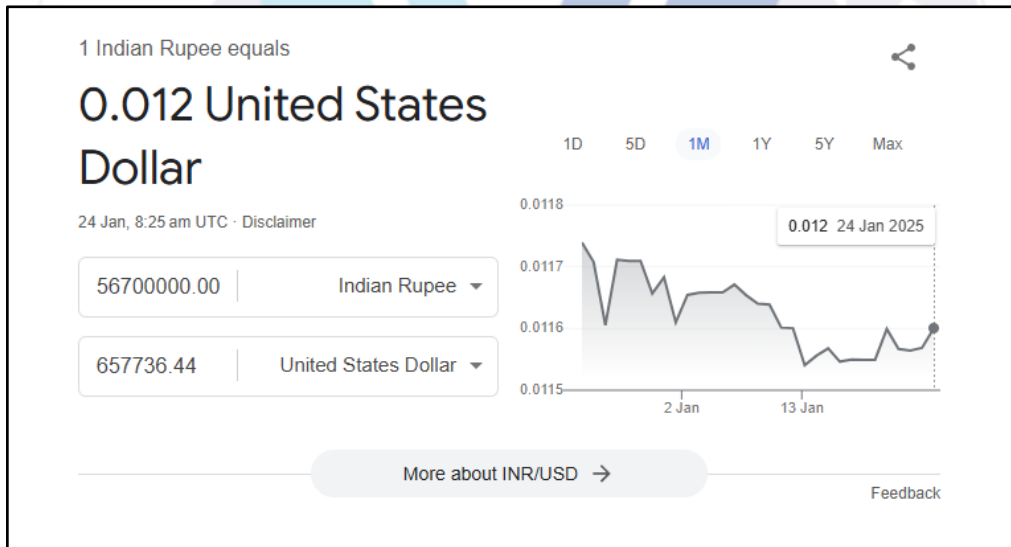 1 Indian Rupee equals
0.012 United States
Dollar
24 Jan, 8:25 am UTC · Disclaimer
56700000.00 Indian Rupee
657736.44 United States Dollar
1D 5D 1M 1Y 5Y Max
0.0118
0.012 24 Jan 2025
0.0117
0.0116
0.0115
2 Jan 13 Jan
More about INR/USD →
Feedback